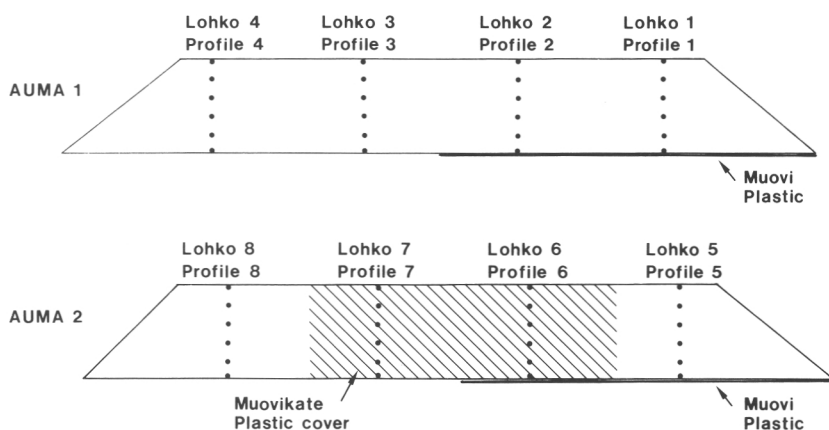 Lohko 4 Lohko 3 Lohko 2 Lohko 1
Profile 4 Profile 3 Profile 2 Profile 1
AUMA 1
Muovi
Plastic
Lohko 8 Lohko 7 Lohko 6 Lohko 5
Profile 8 Profile 7 Profile 6 Profile 5
AUMA 2
Muovikate
Plastic cover
Muovi
Plastic